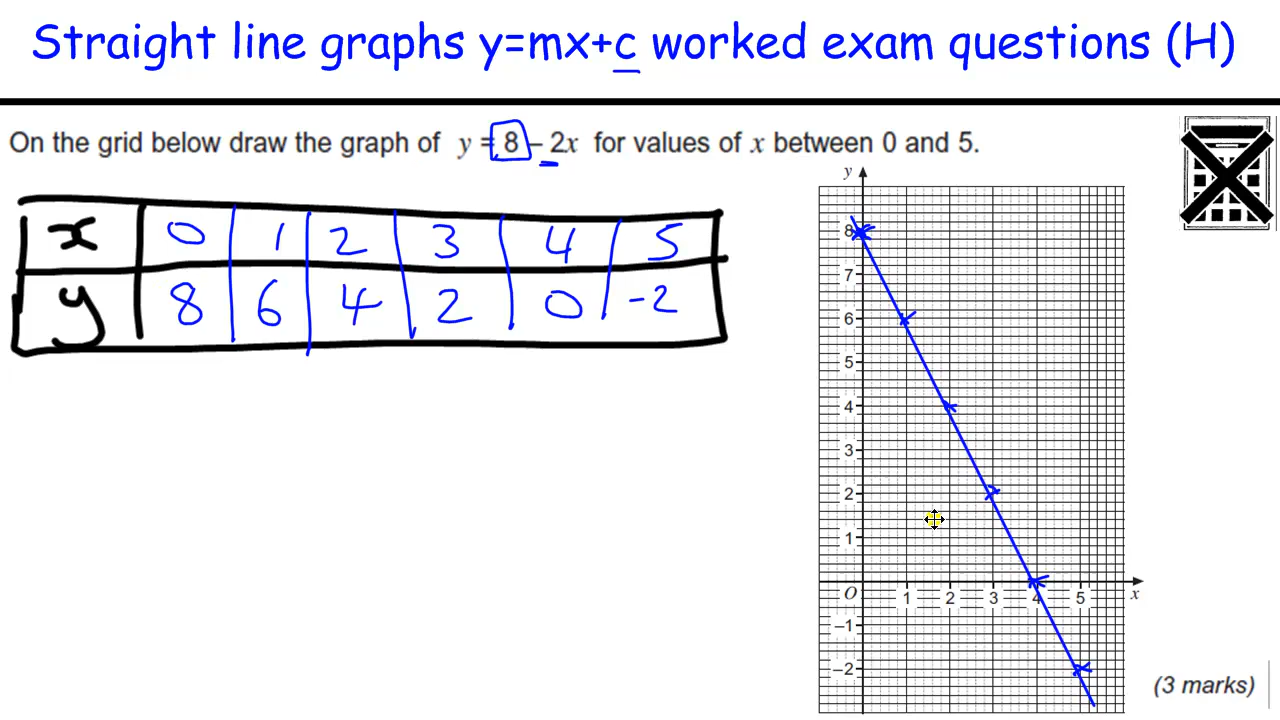 Straight line graphs y=mx+c worked exam questions (H)
On the grid below draw the graph of y = 8 – 2x for values of x between 0 and 5.
x 0 1 2 3 4 5
y 8 6 4 2 0 -2
y
8
7
6
5
4
3
2
1
O 1 2 3 4 5 x
–1
–2
(3 marks)